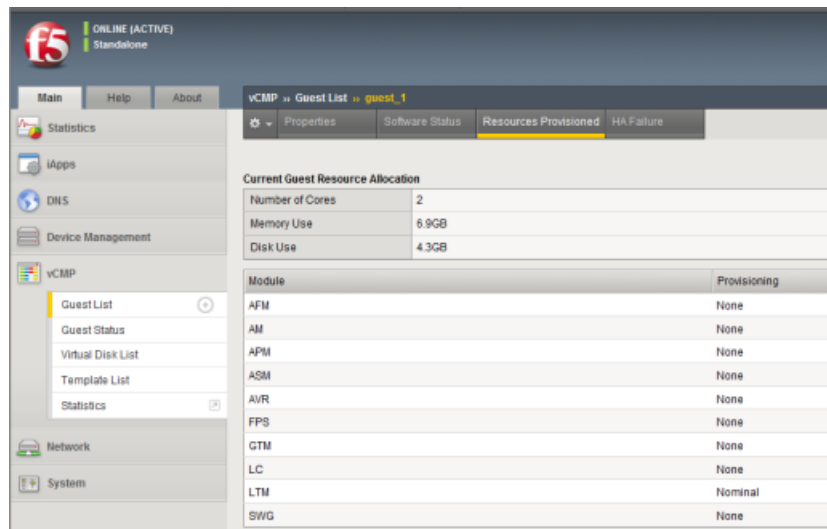 f5
ONLINE (ACTIVE)
Standalone
Main
Help
About
Statistics
iApps
DNS
Device Management
vCMP
Guest List
Guest Status
Virtual Disk List
Template List
Statistics
Network
System
vCMP » Guest List » guest_1
Properties
Software Status
Resources Provisioned
HA Failure
Current Guest Resource Allocation
Number of Cores 2
Memory Use 6.9GB
Disk Use 4.3GB
Module Provisioning
AFM None
AM None
APM None
ASM None
AVR None
FPS None
GTM None
LC None
LTM Nominal
SWG None